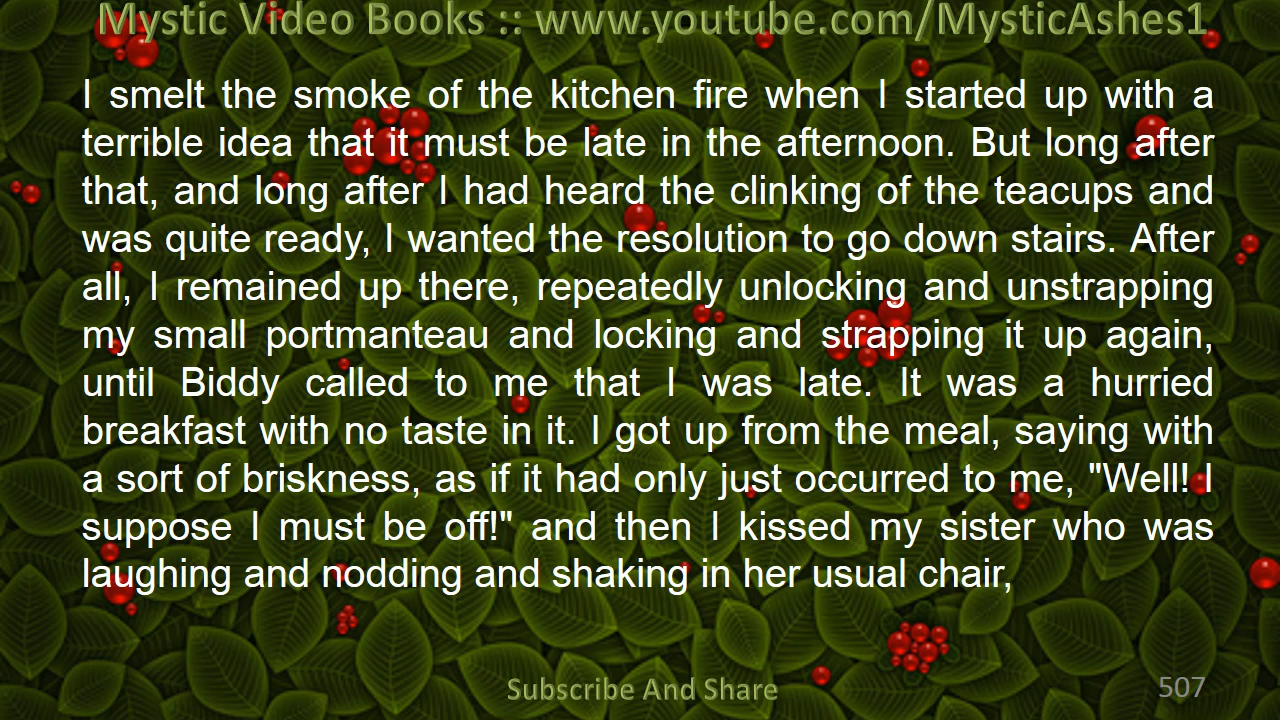 Mystic Video Books :: www.youtube.com/MysticAshes1
I smelt the smoke of the kitchen fire when I started up with a
terrible idea that it must be late in the afternoon. But long after
that, and long after I had heard the clinking of the teacups and
was quite ready, I wanted the resolution to go down stairs. After
all, I remained up there, repeatedly unlocking and unstrapping
my small portmanteau and locking and strapping it up again,
until Biddy called to me that I was late. It was a hurried
breakfast with no taste in it. I got up from the meal, saying with
a sort of briskness, as if it had only just occurred to me, "Well! I
suppose I must be off!" and then I kissed my sister who was
laughing and nodding and shaking in her usual chair,
Subscribe And Share
507